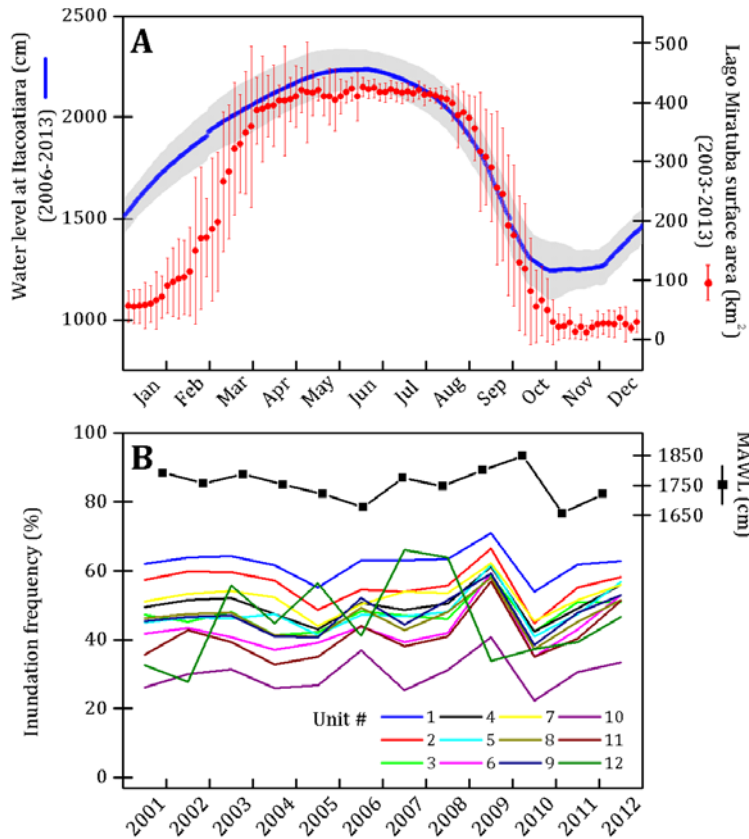 A
Water level at Itacoatiara (cm)
(2006-2013)
2500
2000
1500
1000
Lago Miratuba surface area (km²)
(2003-2013)
500
400
300
200
100
0
Jan Feb Mar Apr May Jun Jul Aug Sep Oct Nov Dec
B
Inundation frequency (%)
100
80
60
40
20
0
MAWL (cm)
1850
1750
1650
Unit # 1 4 7 10
2 5 8 11
3 6 9 12
2001 2002 2003 2004 2005 2006 2007 2008 2009 2010 2011 2012